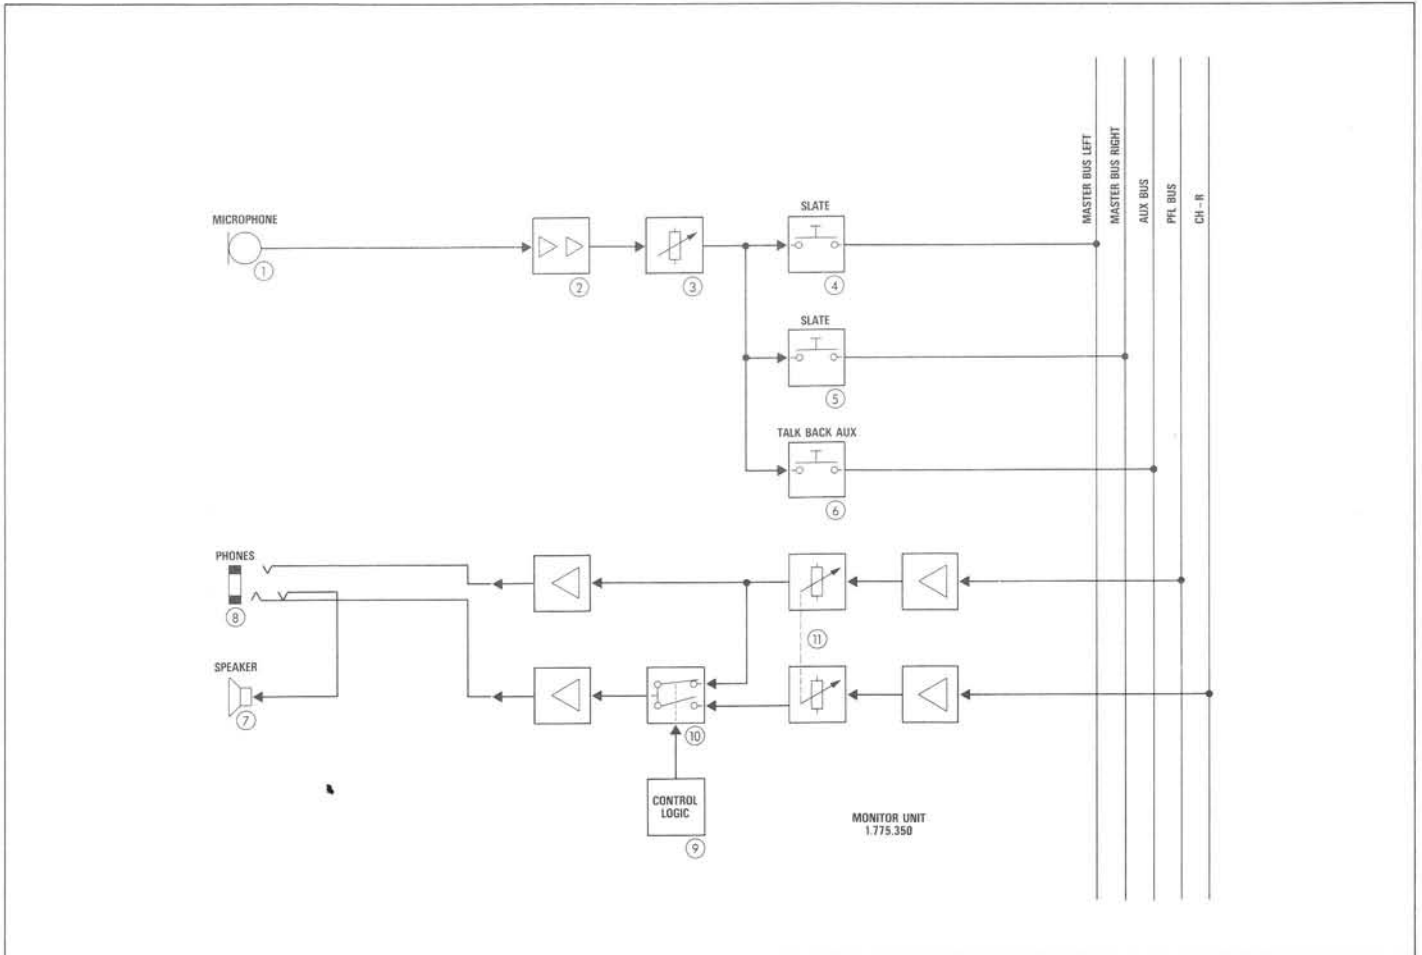 MASTER BUS LEFT
MASTER BUS RIGHT
AUX BUS
PFL BUS
CH-R
MICROPHONE
1
2
3
SLATE
4
SLATE
5
TALK BACK AUX
6
PHONES
8
11
SPEAKER
7
10
CONTROL
LOGIC
9
MONITOR UNIT
1.775.350